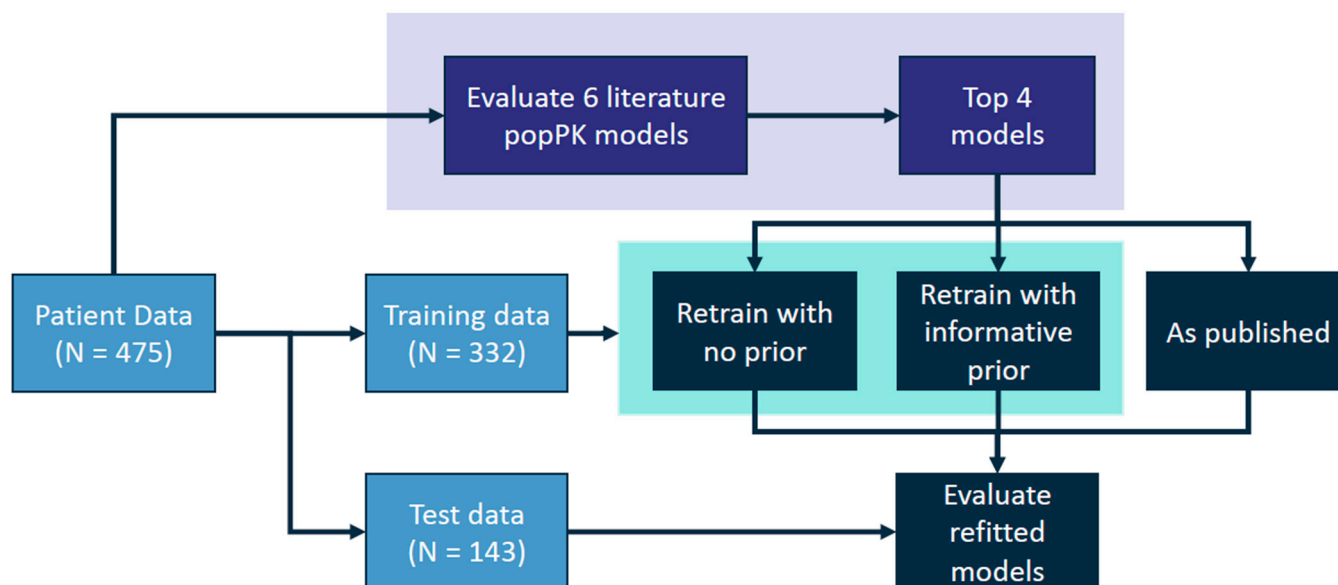 Evaluate 6 literature
popPK models
Top 4
models
Patient Data
(N = 475)
Training data
(N = 332)
Retrain with
no prior
Retrain with
informative
prior
As published
Test data
(N = 143)
Evaluate
refitted
models